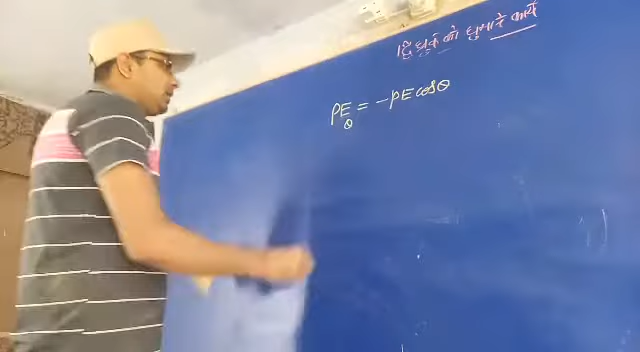 द्विध्रुव को घुमाने में कार्य
PE_θ = -PE cosθ